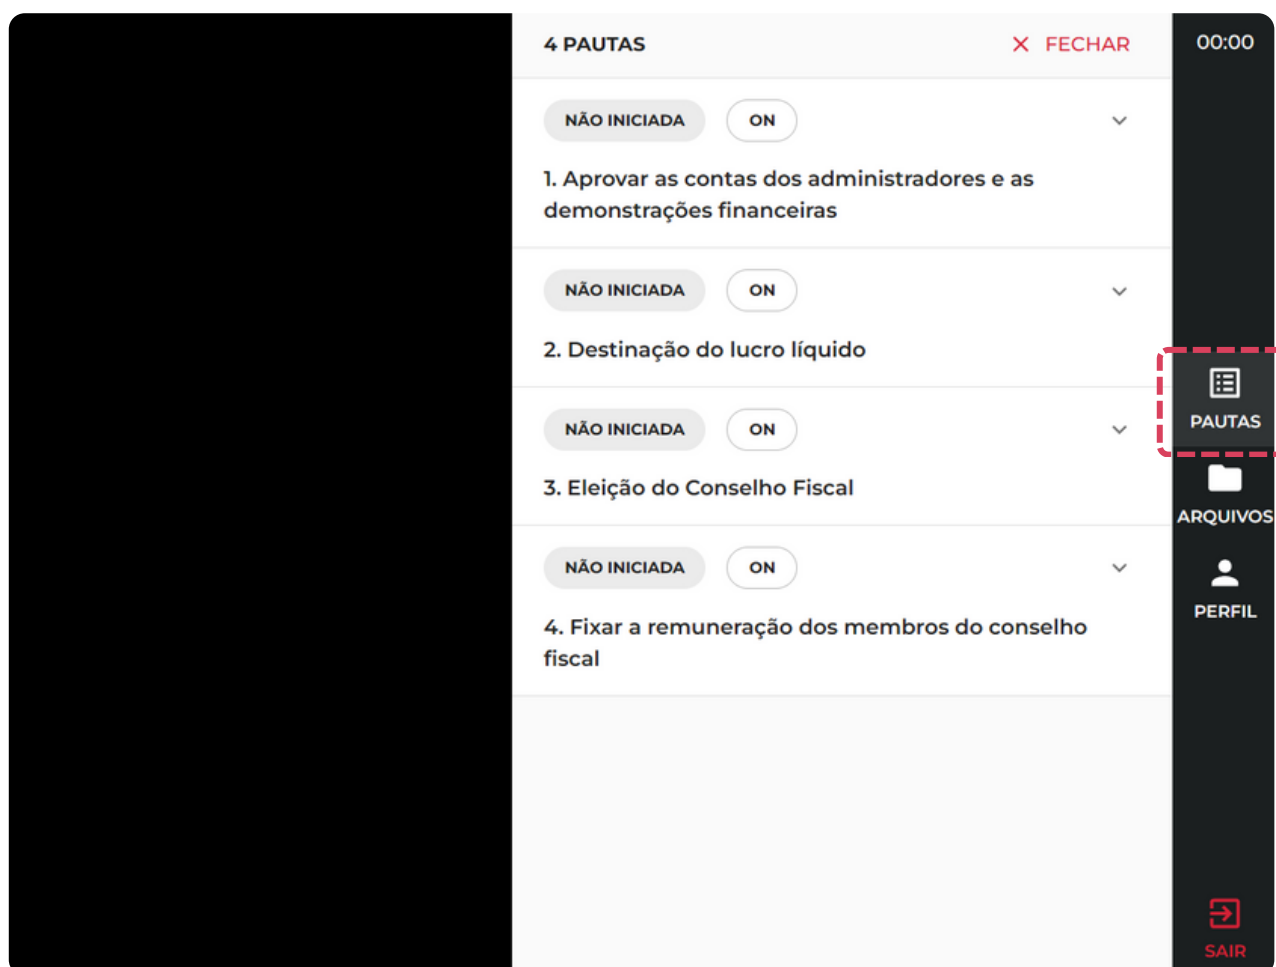 4 PAUTAS
FECHAR
NÃO INICIADA
ON
1. Aprovar as contas dos administradores e as
demonstrações financeiras
NÃO INICIADA
ON
2. Destinação do lucro líquido
NÃO INICIADA
ON
3. Eleição do Conselho Fiscal
NÃO INICIADA
ON
4. Fixar a remuneração dos membros do conselho
fiscal
00:00
PAUTAS
ARQUIVOS
PERFIL
SAIR